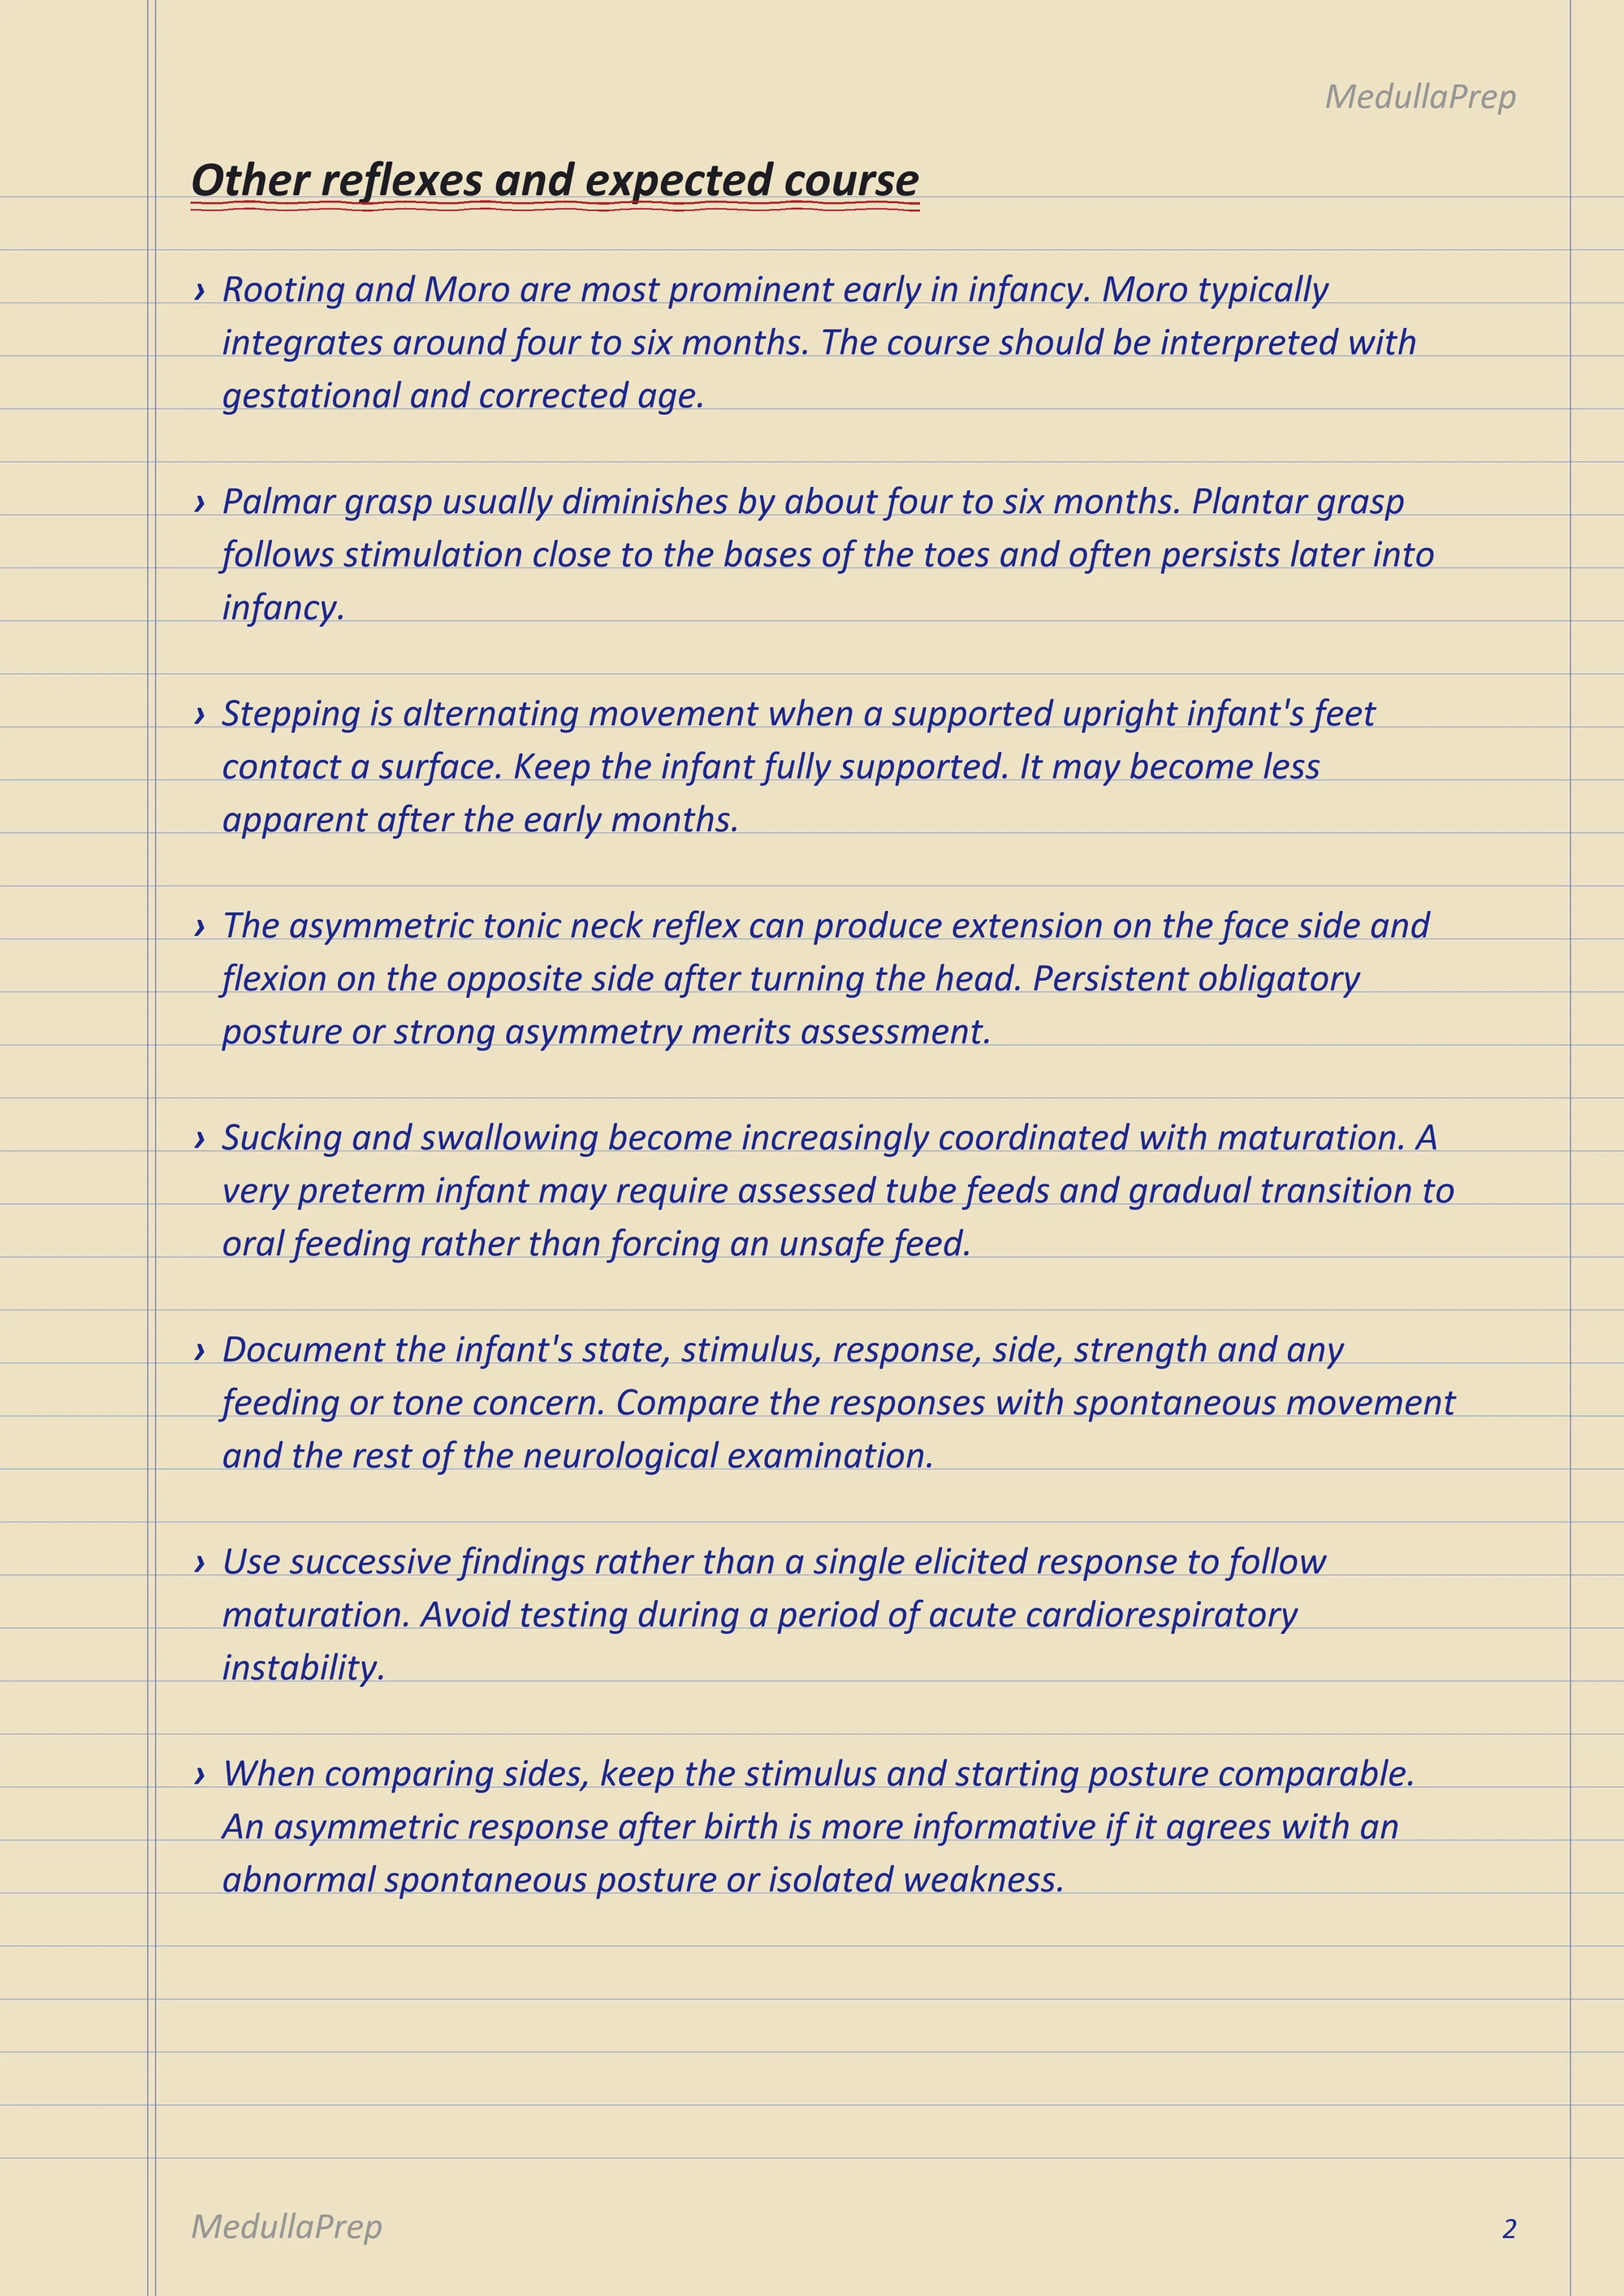 MedullaPrep
Other reflexes and expected course
› Rooting and Moro are most prominent early in infancy. Moro typically
integrates around four to six months. The course should be interpreted with
gestational and corrected age.
› Palmar grasp usually diminishes by about four to six months. Plantar grasp
follows stimulation close to the bases of the toes and often persists later into
infancy.
› Stepping is alternating movement when a supported upright infant's feet
contact a surface. Keep the infant fully supported. It may become less
apparent after the early months.
› The asymmetric tonic neck reflex can produce extension on the face side and
flexion on the opposite side after turning the head. Persistent obligatory
posture or strong asymmetry merits assessment.
› Sucking and swallowing become increasingly coordinated with maturation. A
very preterm infant may require assessed tube feeds and gradual transition to
oral feeding rather than forcing an unsafe feed.
› Document the infant's state, stimulus, response, side, strength and any
feeding or tone concern. Compare the responses with spontaneous movement
and the rest of the neurological examination.
› Use successive findings rather than a single elicited response to follow
maturation. Avoid testing during a period of acute cardiorespiratory
instability.
› When comparing sides, keep the stimulus and starting posture comparable.
An asymmetric response after birth is more informative if it agrees with an
abnormal spontaneous posture or isolated weakness.
MedullaPrep
2